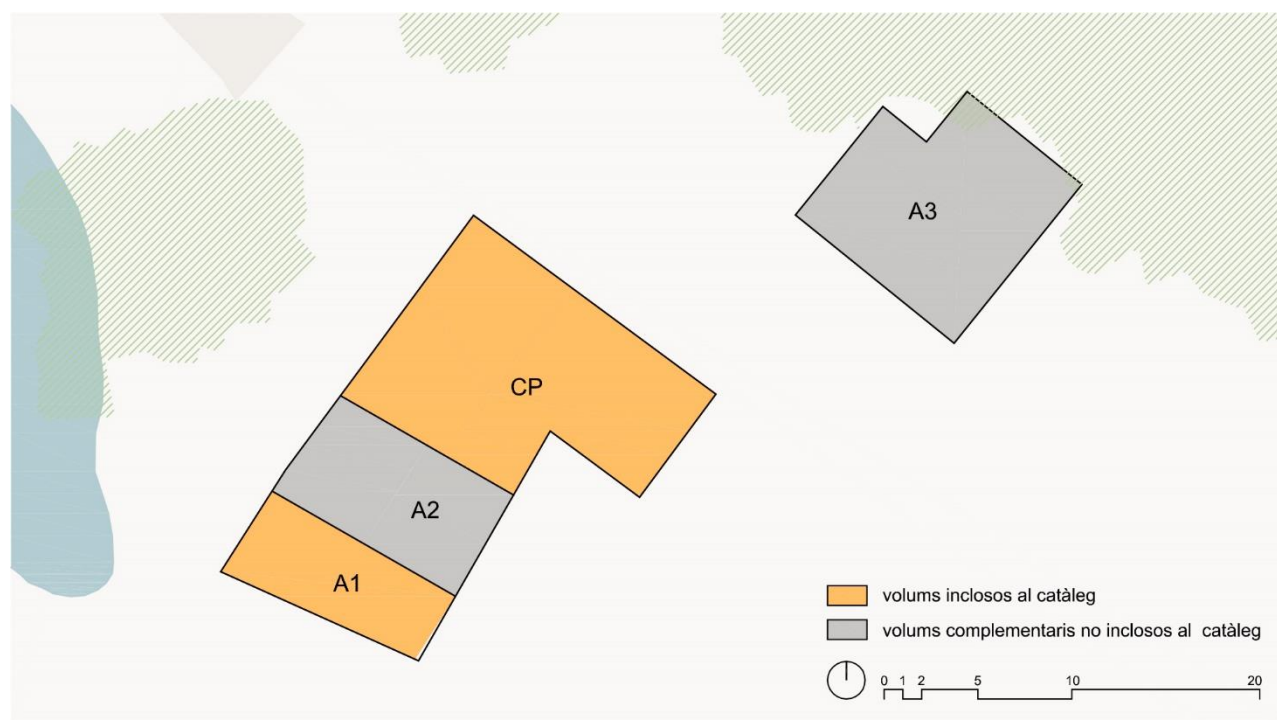 A3
CP
A2
A1
volums inclosos al catàleg
volums complementaris no inclosos al catàleg
0 1 2 5 10 20